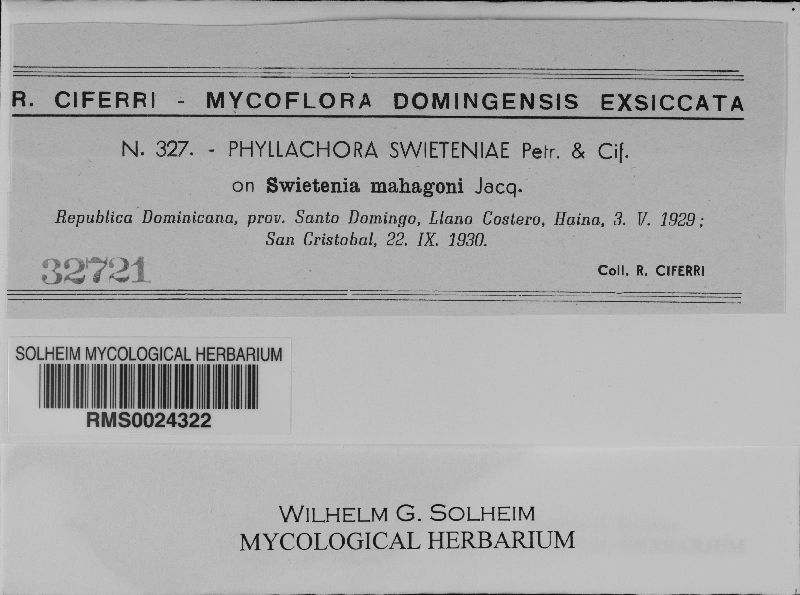 R. CIFERRI - MYCOFLORA DOMINGENSIS EXSICCATA
N. 327. - PHYLLACHORA SWIETENIAE Petr. & Cif.
on Swietenia mahagoni Jacq.
Republica Dominicana, prov. Santo Domingo, Llano Costero, Haina, 3. V. 1929;
San Cristobal, 22. IX. 1930.
32721
Coll. R. CIFERRI
SOLHEIM MYCOLOGICAL HERBARIUM
RMS0024322
WILHELM G. SOLHEIM
MYCOLOGICAL HERBARIUM